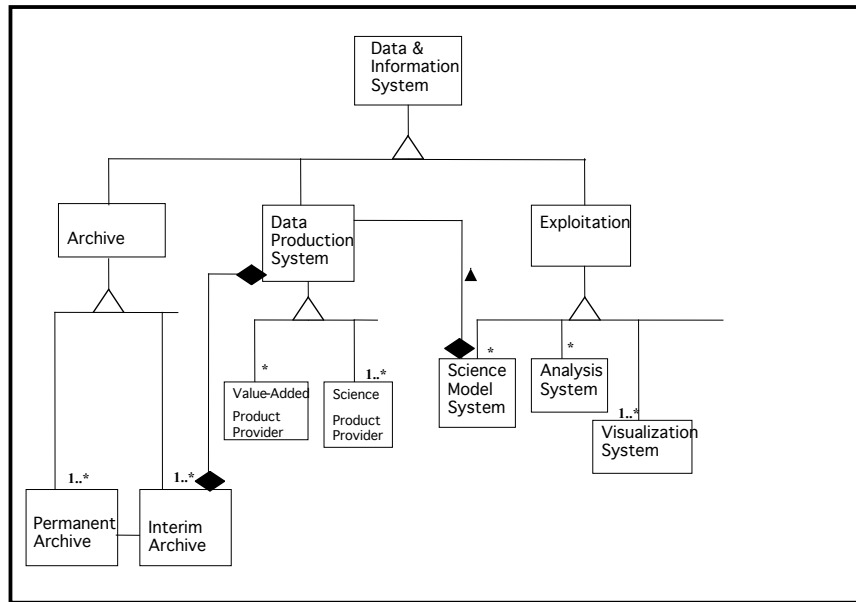 Data &
Information
System
Archive
Data
Production
System
Exploitation
*
Value-Added
Product
Provider
1..*
Science
Product
Provider
*
Science
Model
System
*
Analysis
System
1..*
Visualization
System
1..*
Permanent
Archive
1..*
Interim
Archive